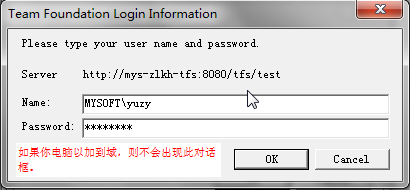 Team Foundation Login Information
Please type your user name and password.
Server http://mys-zlkh-tfs:8080/tfs/test
Name: MYSOFT\yuzy
Password: ********
如果你电脑以加到域，则不会出现此对话
框。
OK Cancel